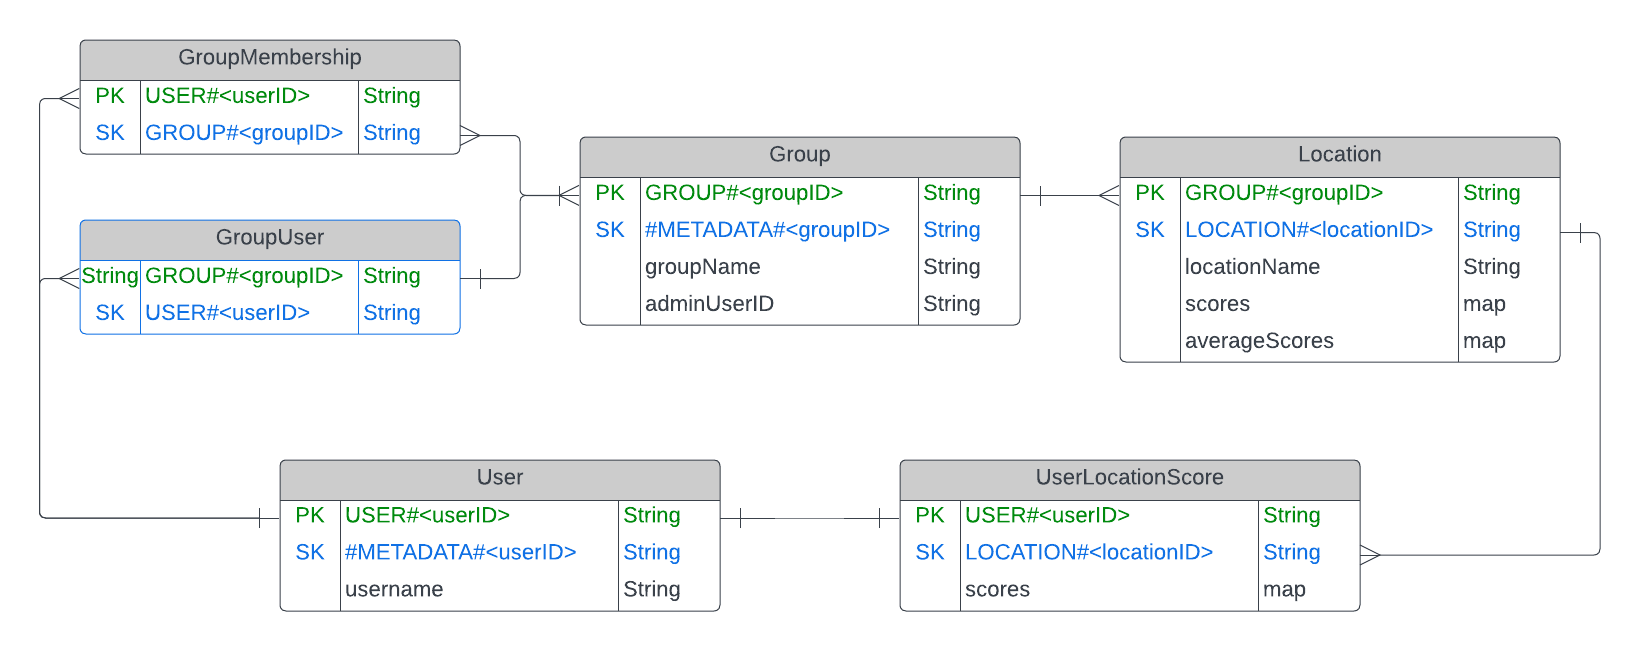 GroupMembership
PK USER#<userID> String
SK GROUP#<groupID> String
GroupUser
String GROUP#<groupID> String
SK USER#<userID> String
Group
PK GROUP#<groupID> String
SK #METADATA#<groupID> String
groupName String
adminUserID String
Location
PK GROUP#<groupID> String
SK LOCATION#<locationID> String
locationName String
scores map
averageScores map
User
PK USER#<userID> String
SK #METADATA#<userID> String
username String
UserLocationScore
PK USER#<userID> String
SK LOCATION#<locationID> String
scores map